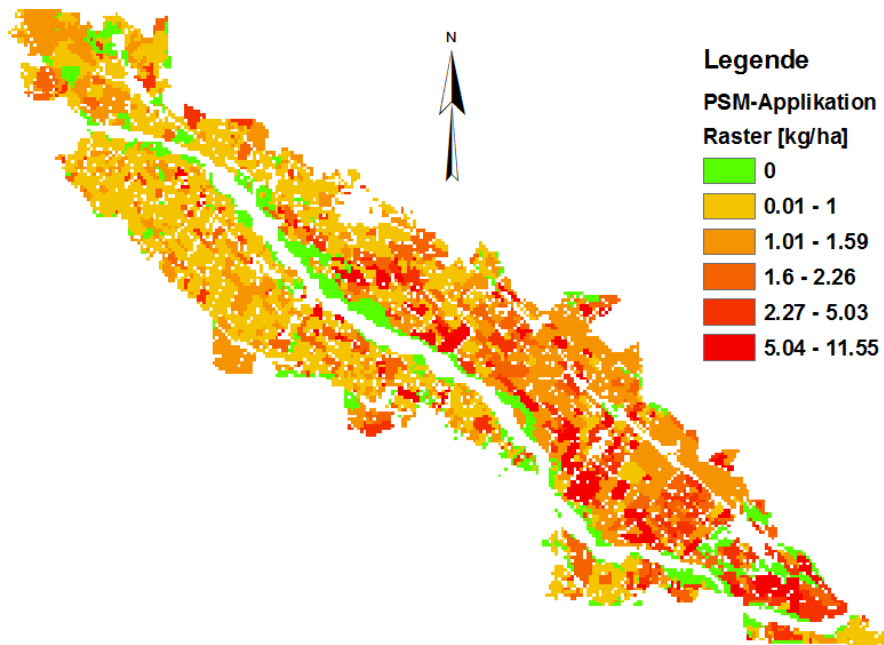 N
Legende
PSM-Applikation
Raster [kg/ha]
0
0.01 - 1
1.01 - 1.59
1.6 - 2.26
2.27 - 5.03
5.04 - 11.55